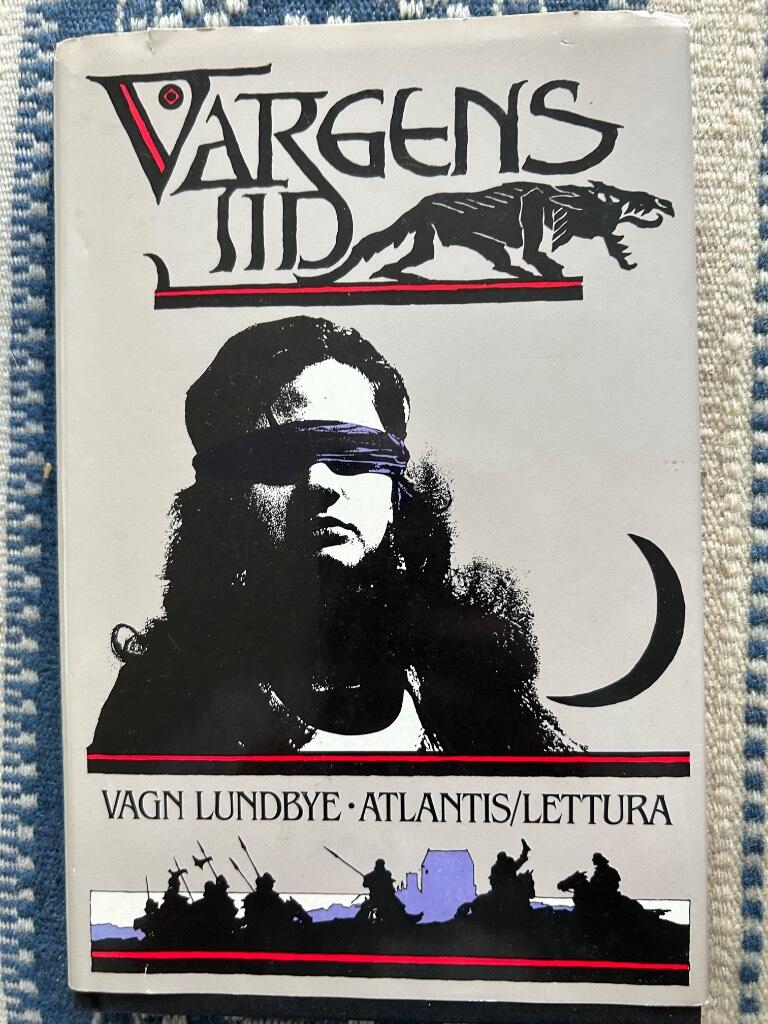 VARGENS
TID
VAGN LUNDBYE • ATLANTIS/LETTURA